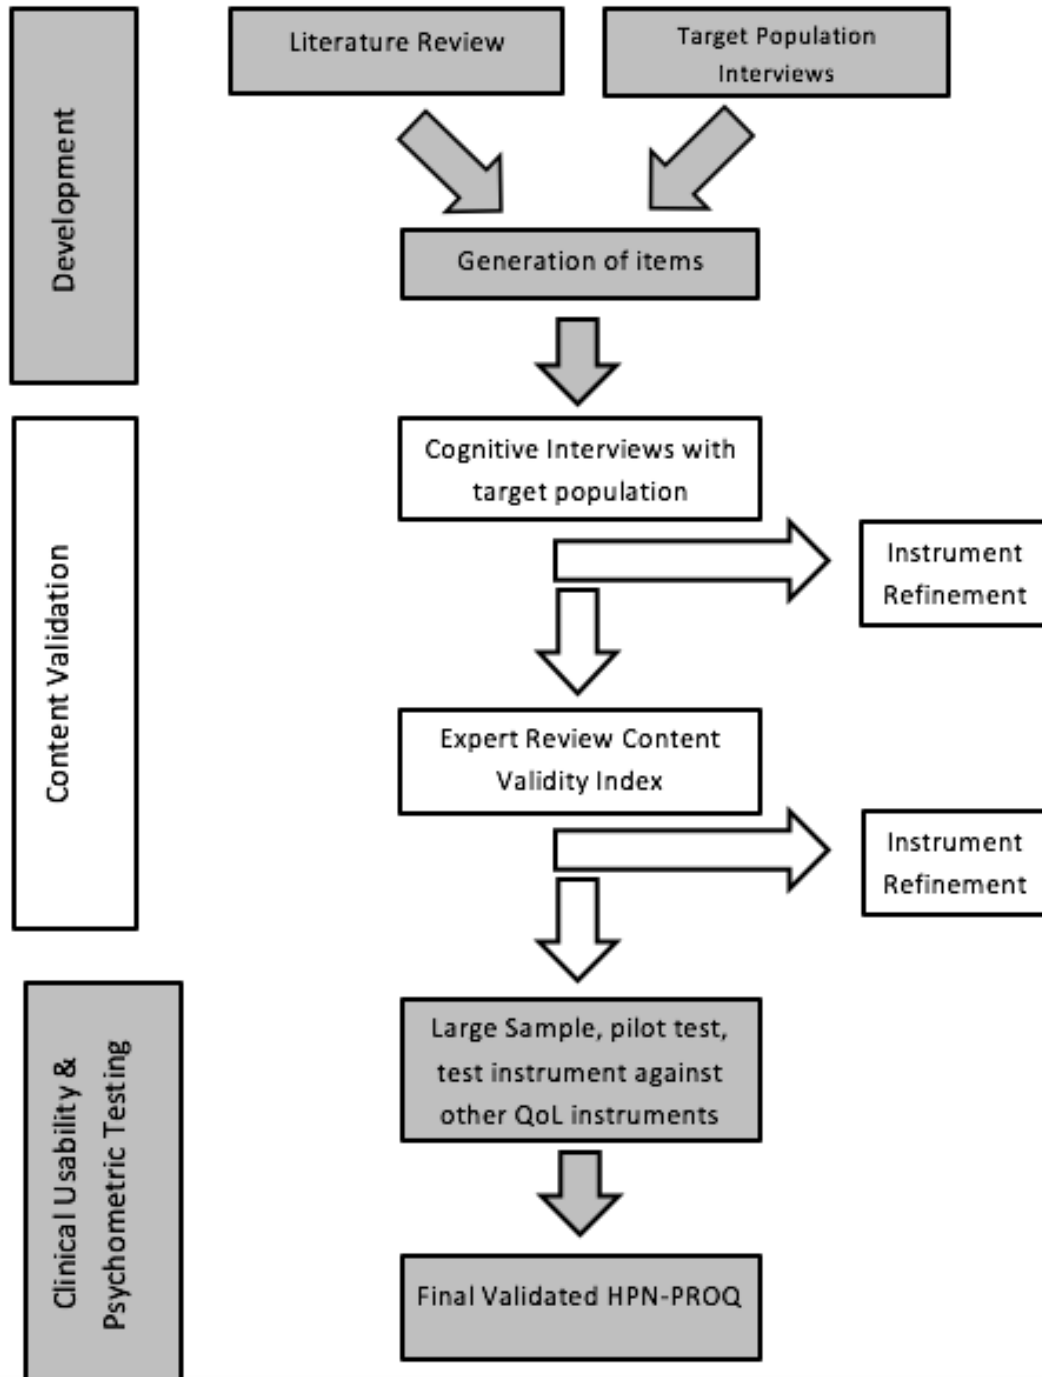 Development
Literature Review
Target Population
Interviews
Generation of items
Content Validation
Cognitive Interviews with
target population
Instrument
Refinement
Expert Review Content
Validity Index
Instrument
Refinement
Clinical Usability &
Psychometric Testing
Large Sample, pilot test,
test instrument against
other QoL instruments
Final Validated HPN-PROQ